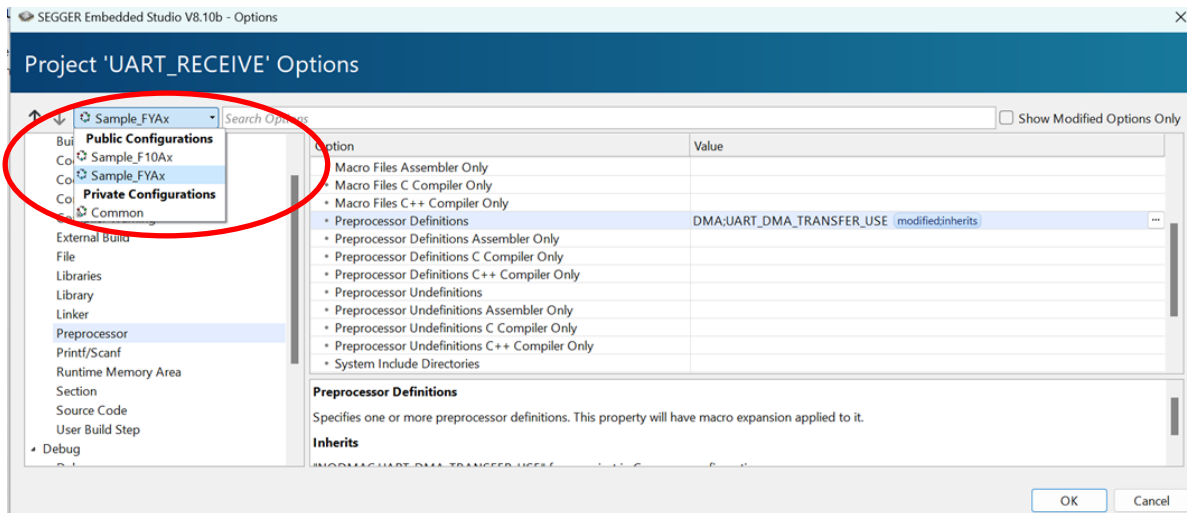 SEGGER Embedded Studio V8.10b - Options
Project 'UART_RECEIVE' Options
Sample_FYAx
Search Options
Show Modified Options Only
Public Configurations
Sample_F10Ax
Sample_FYAx
Private Configurations
Common
External Build
File
Libraries
Library
Linker
Preprocessor
Printf/Scanf
Runtime Memory Area
Section
Source Code
User Build Step
Debug
Option Value
Macro Files Assembler Only
Macro Files C Compiler Only
Macro Files C++ Compiler Only
Preprocessor Definitions DMA;UART_DMA_TRANSFER_USE modified;inherits ...
Preprocessor Definitions Assembler Only
Preprocessor Definitions C Compiler Only
Preprocessor Definitions C++ Compiler Only
Preprocessor Undefinitions
Preprocessor Undefinitions Assembler Only
Preprocessor Undefinitions C Compiler Only
Preprocessor Undefinitions C++ Compiler Only
System Include Directories
Preprocessor Definitions
Specifies one or more preprocessor definitions. This property will have macro expansion applied to it.
Inherits
OK Cancel